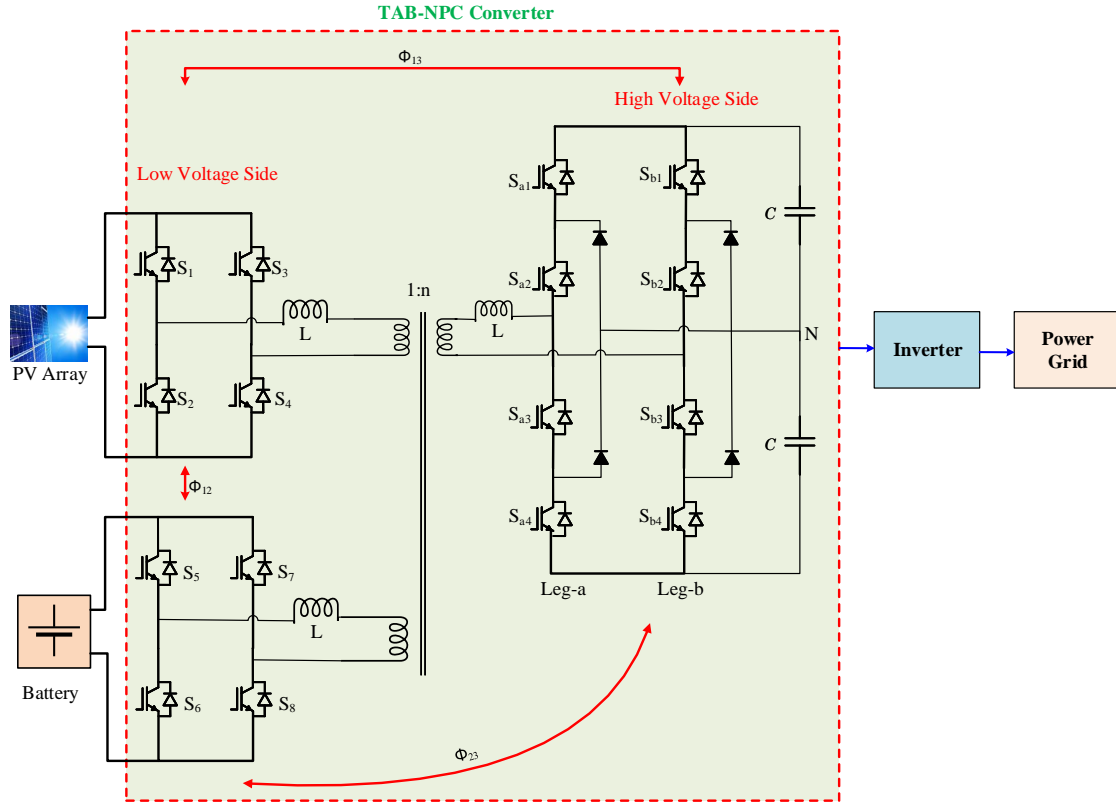 TAB-NPC Converter
Φ13
High Voltage Side
Low Voltage Side
Sa1
Sb1
C
S1
S3
Sa2
Sb2
1:n
L
L
N
Inverter
Power
Grid
PV Array
S2
S4
Sa3
Sb3
C
Φ12
Sa4
Sb4
S5
S7
Leg-a
Leg-b
L
Battery
S6
S8
Φ23